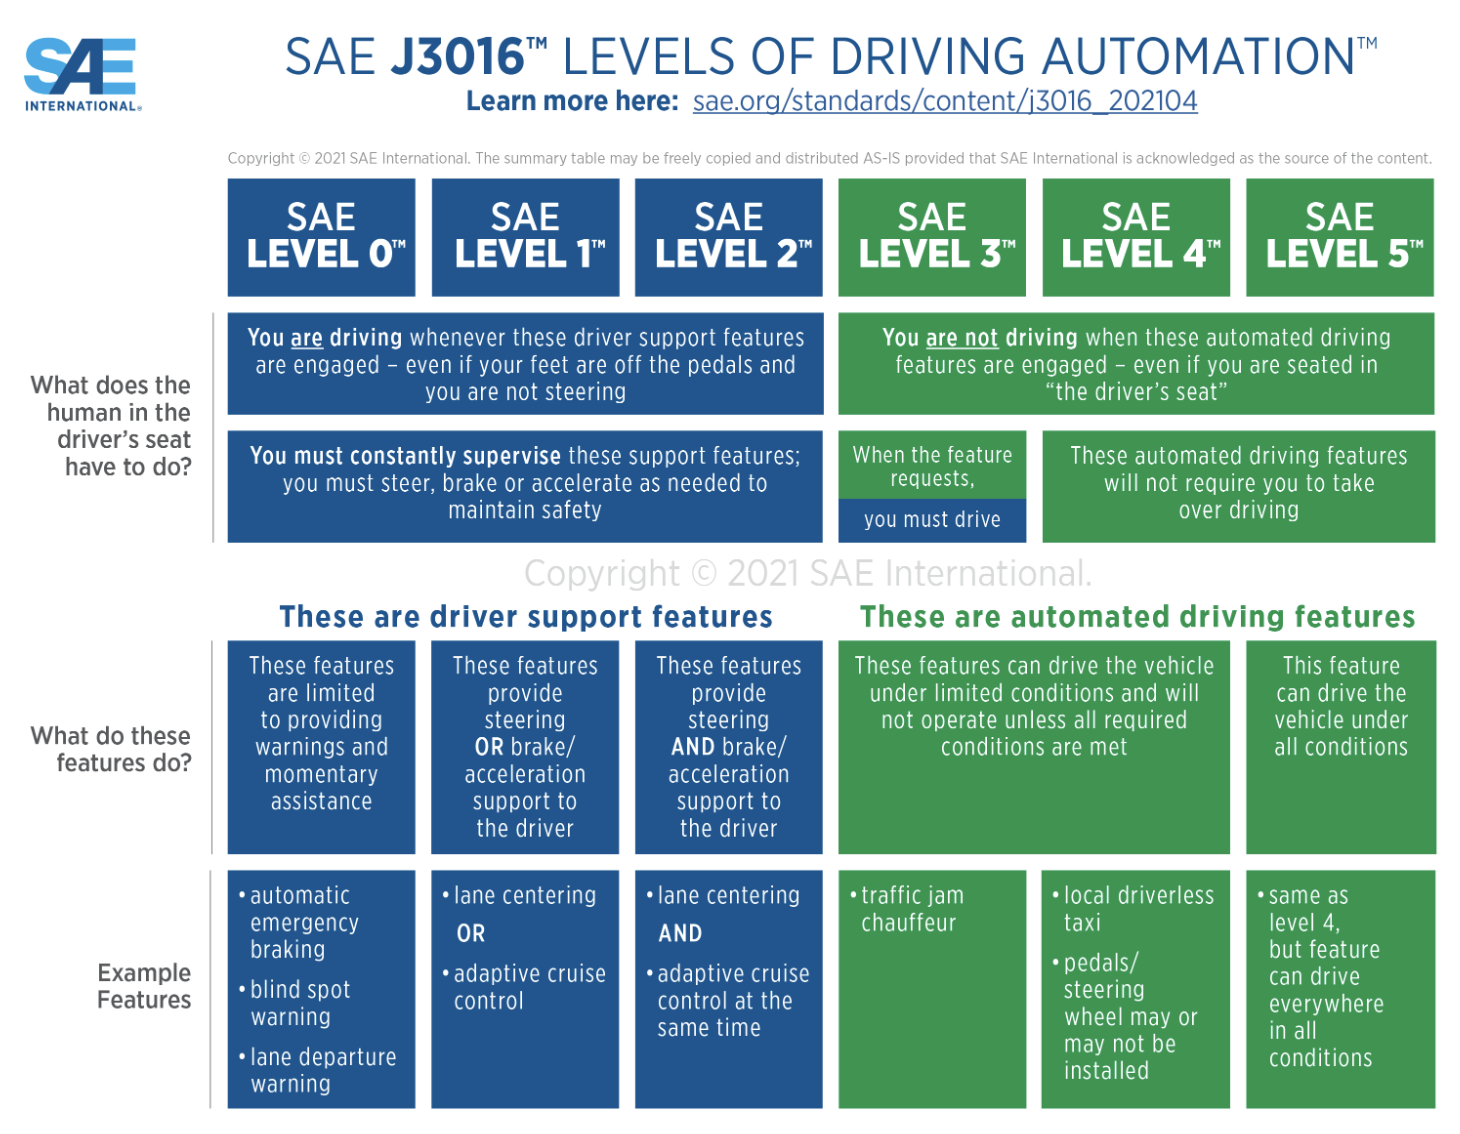 SAE
INTERNATIONAL®
SAE J3016™ LEVELS OF DRIVING AUTOMATION™
Learn more here: sae.org/standards/content/j3016_202104
Copyright © 2021 SAE International. The summary table may be freely copied and distributed AS-IS provided that SAE International is acknowledged as the source of the content.
SAE
LEVEL 0™
SAE
LEVEL 1™
SAE
LEVEL 2™
SAE
LEVEL 3™
SAE
LEVEL 4™
SAE
LEVEL 5™
What does the
human in the
driver's seat
have to do?
You are driving whenever these driver support features
are engaged – even if your feet are off the pedals and
you are not steering
You are not driving when these automated driving
features are engaged – even if you are seated in
“the driver's seat”
You must constantly supervise these support features;
you must steer, brake or accelerate as needed to
maintain safety
When the feature
requests,
you must drive
These automated driving features
will not require you to take
over driving
Copyright © 2021 SAE International.
These are driver support features
These are automated driving features
What do these
features do?
These features
are limited
to providing
warnings and
momentary
assistance
These features
provide
steering
OR brake/
acceleration
support to
the driver
These features
provide
steering
AND brake/
acceleration
support to
the driver
These features can drive the vehicle
under limited conditions and will
not operate unless all required
conditions are met
This feature
can drive the
vehicle under
all conditions
Example
Features
• automatic
emergency
braking
• blind spot
warning
• lane departure
warning
• lane centering
OR
• adaptive cruise
control
• lane centering
AND
• adaptive cruise
control at the
same time
• traffic jam
chauffeur
• local driverless
taxi
• pedals/
steering
wheel may or
may not be
installed
• same as
level 4,
but feature
can drive
everywhere
in all
conditions